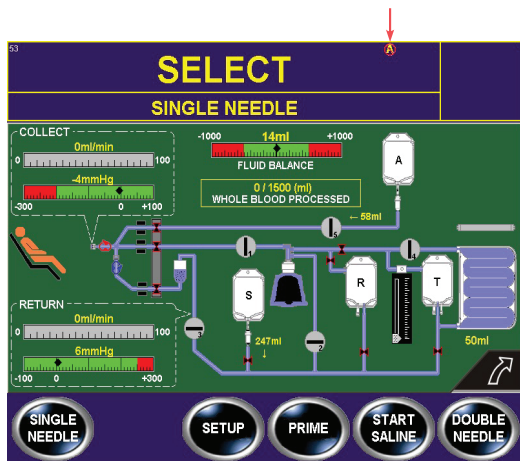 53
A
SELECT
SINGLE NEEDLE
COLLECT
0ml/min
0
100
-4mmHg
-300
0
+100
-1000
14ml
+1000
FLUID BALANCE
0 / 1500 (ml)
WHOLE BLOOD PROCESSED
A
← 58ml
5
1
4
S
R
T
RETURN
0ml/min
0
100
6mmHg
-100
0
+300
3
247ml
↓
2
50ml
SINGLE
NEEDLE
SETUP
PRIME
START
SALINE
DOUBLE
NEEDLE